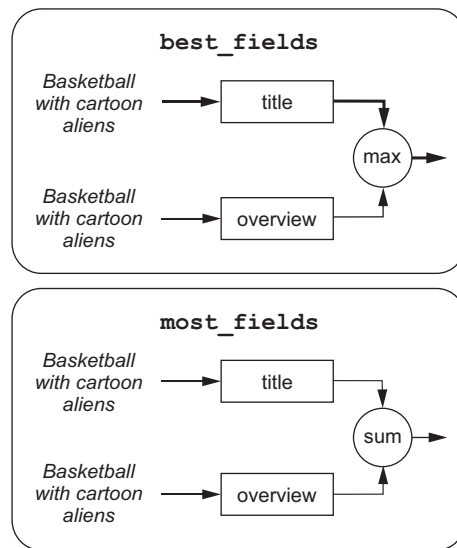 best_fields
Basketball
with cartoon
aliens
title
max
Basketball
with cartoon
aliens
overview
most_fields
Basketball
with cartoon
aliens
title
sum
Basketball
with cartoon
aliens
overview